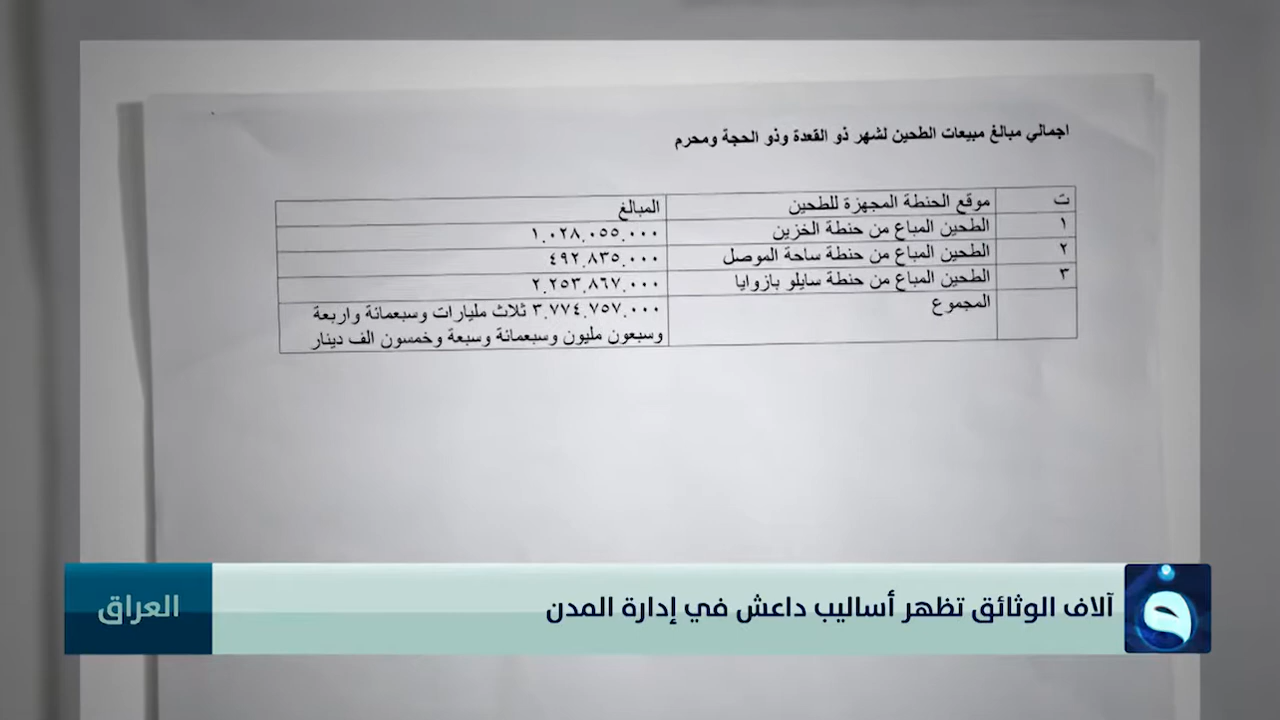 اجمالي مبالغ مبيعات الطحين لشهر ذو القعدة وذو الحجة ومحرم
ت موقع الحنطة المجهزة للطحين المبالغ
١ الطحين المباع من حنطة الخزين ١.٠٢٨.٠٥٥.٠٠٠
٢ الطحين المباع من حنطة ساحة الموصل ٤٩٢.٨٣٥.٠٠٠
٣ الطحين المباع من حنطة سايلو بازوايا ٢.٢٥٣.٨٦٧.٠٠٠
المجموع ٣.٧٧٤.٧٥٧.٠٠٠ ثلاث مليارات وسبعمائة واربعة
وسبعون مليون وسبعمائة وسبعة وخمسون الف دينار
آلاف الوثائق تظهر أساليب داعش في إدارة المدن
العراق